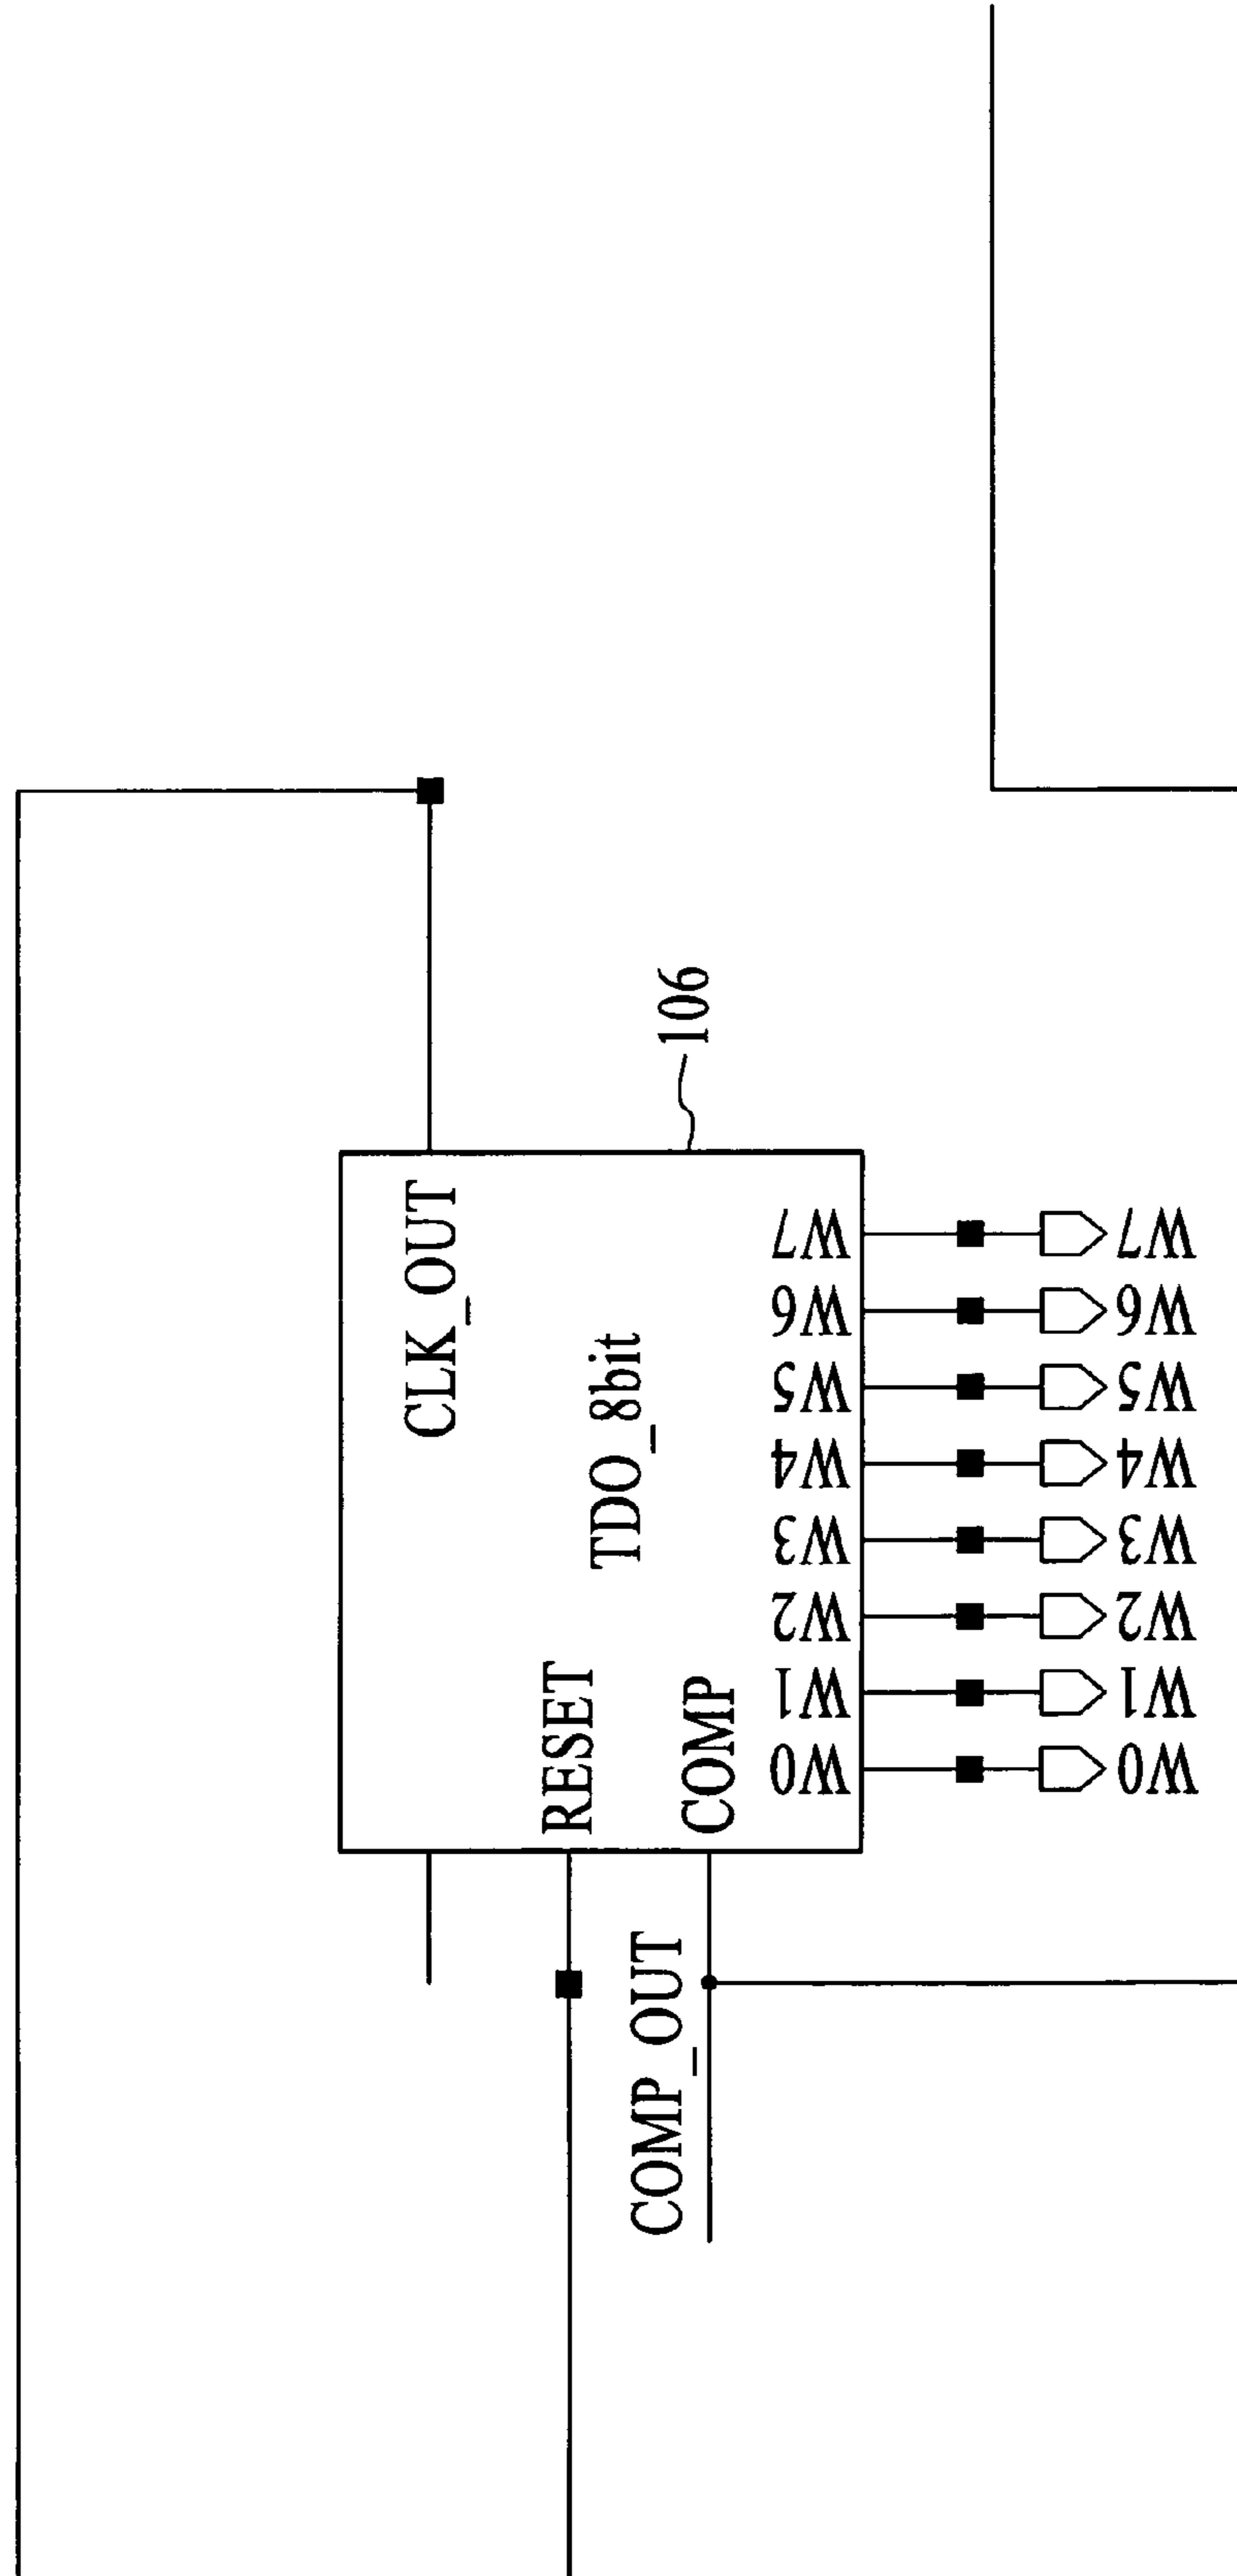 CLK_OUT
106
TDO_8bit
RESET
COMP
COMP_OUT
W0 W1 W2 W3 W4 W5 W6 W7
W0 W1 W2 W3 W4 W5 W6 W7